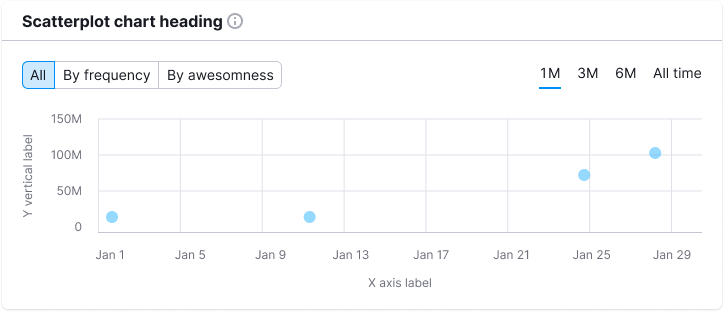 Scatterplot chart heading
All By frequency By awesomness
1M 3M 6M All time
Y vertical label
150M
100M
50M
0
Jan 1 Jan 5 Jan 9 Jan 13 Jan 17 Jan 21 Jan 25 Jan 29
X axis label